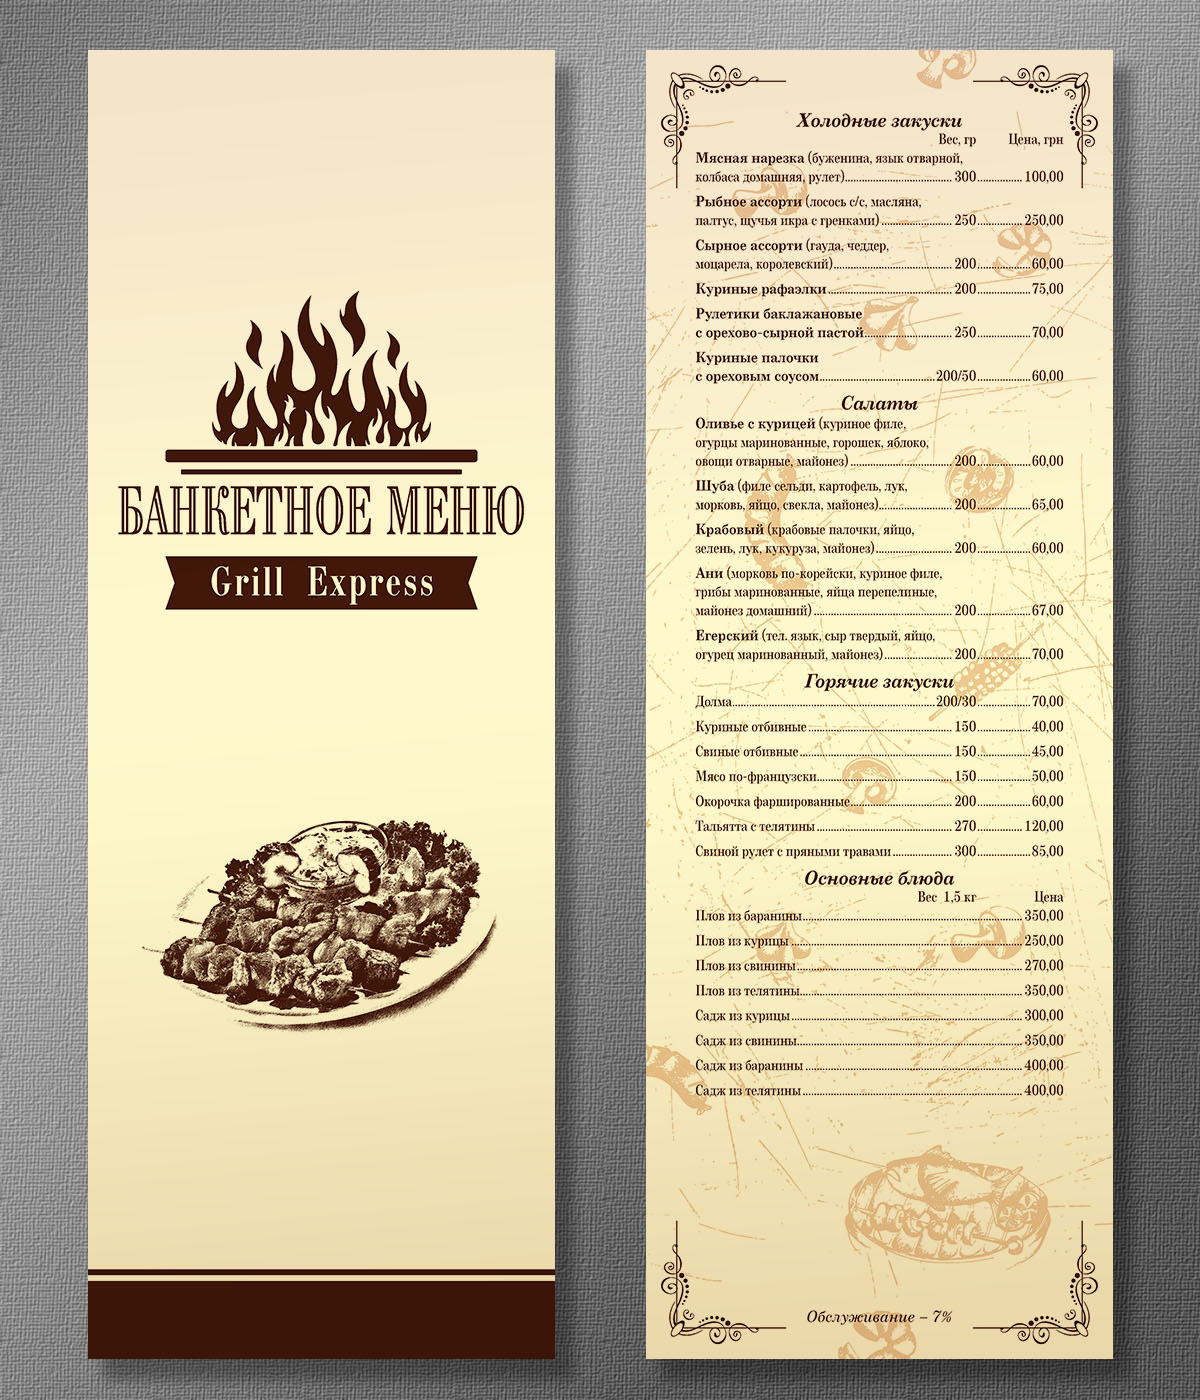 БАНКЕТНОЕ МЕНЮ
Grill Express
Холодные закуски
Вес, гр Цена, грн
Мясная нарезка (буженина, язык отварной,
колбаса домашняя, рулет)..........300..........100,00
Рыбное ассорти (лосось с/с, масляна,
палтус, щучья икра с гренками)..........250..........250,00
Сырное ассорти (гауда, чеддер,
моцарела, королевский)..........200..........60,00
Куриные рафаэлки..........200..........75,00
Рулетики баклажановые
с орехово-сырной пастой..........250..........70,00
Куриные палочки
с ореховым соусом..........200/50..........60,00
Салаты
Оливье с курицей (куриное филе,
огурцы маринованные, горошек, яблоко,
овощи отварные, майонез)..........200..........60,00
Шуба (филе сельди, картофель, лук,
морковь, яйцо, свекла, майонез)..........200..........65,00
Крабовый (крабовые палочки, яйцо,
зелень, лук, кукуруза, майонез)..........200..........60,00
Ани (морковь по-корейски, куриное филе,
грибы маринованные, яйца перепелиные,
майонез домашний)..........200..........67,00
Егерский (тел. язык, сыр твердый, яйцо,
огурец маринованный, майонез)..........200..........70,00
Горячие закуски
Долма..........200/30..........70,00
Куриные отбивные..........150..........40,00
Свиные отбивные..........150..........45,00
Мясо по-французски..........150..........50,00
Окорочка фаршированные..........200..........60,00
Тальятта с телятины..........270..........120,00
Свиной рулет с пряными травами..........300..........85,00
Основные блюда
Вес 1,5 кг Цена
Плов из баранины..........350,00
Плов из курицы..........250,00
Плов из свинины..........270,00
Плов из телятины..........350,00
Садж из курицы..........300,00
Садж из свинины..........350,00
Садж из баранины..........400,00
Садж из телятины..........400,00
Обслуживание – 7%